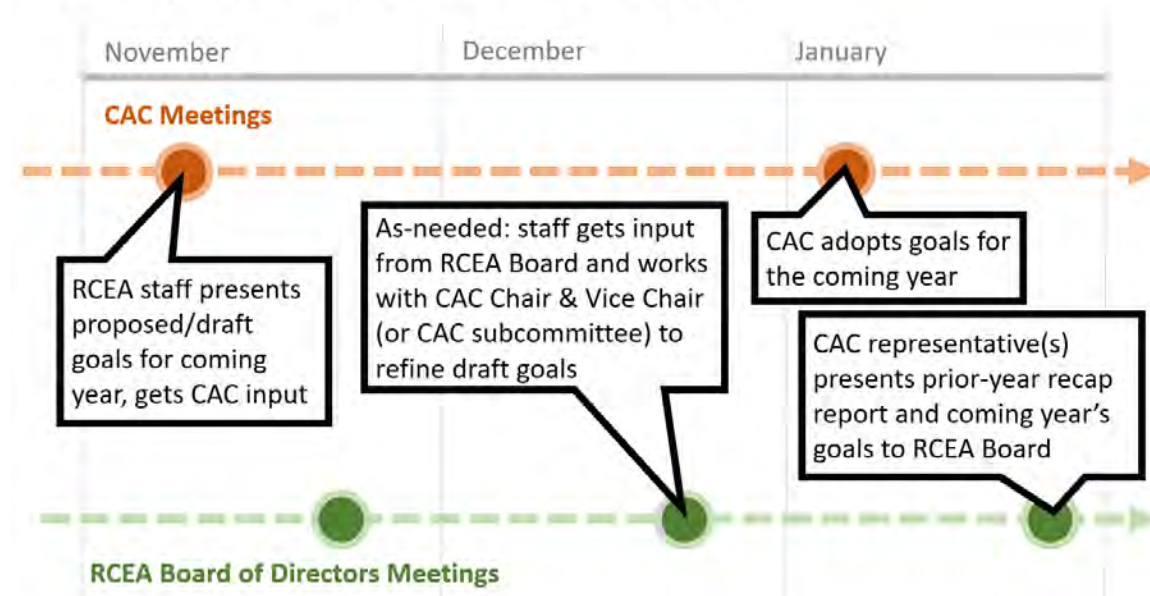 November
December
January
CAC Meetings
RCEA staff presents
proposed/draft
goals for coming
year, gets CAC input
As-needed: staff gets input
from RCEA Board and works
with CAC Chair & Vice Chair
(or CAC subcommittee) to
refine draft goals
CAC adopts goals for
the coming year
CAC representative(s)
presents prior-year recap
report and coming year’s
goals to RCEA Board
RCEA Board of Directors Meetings